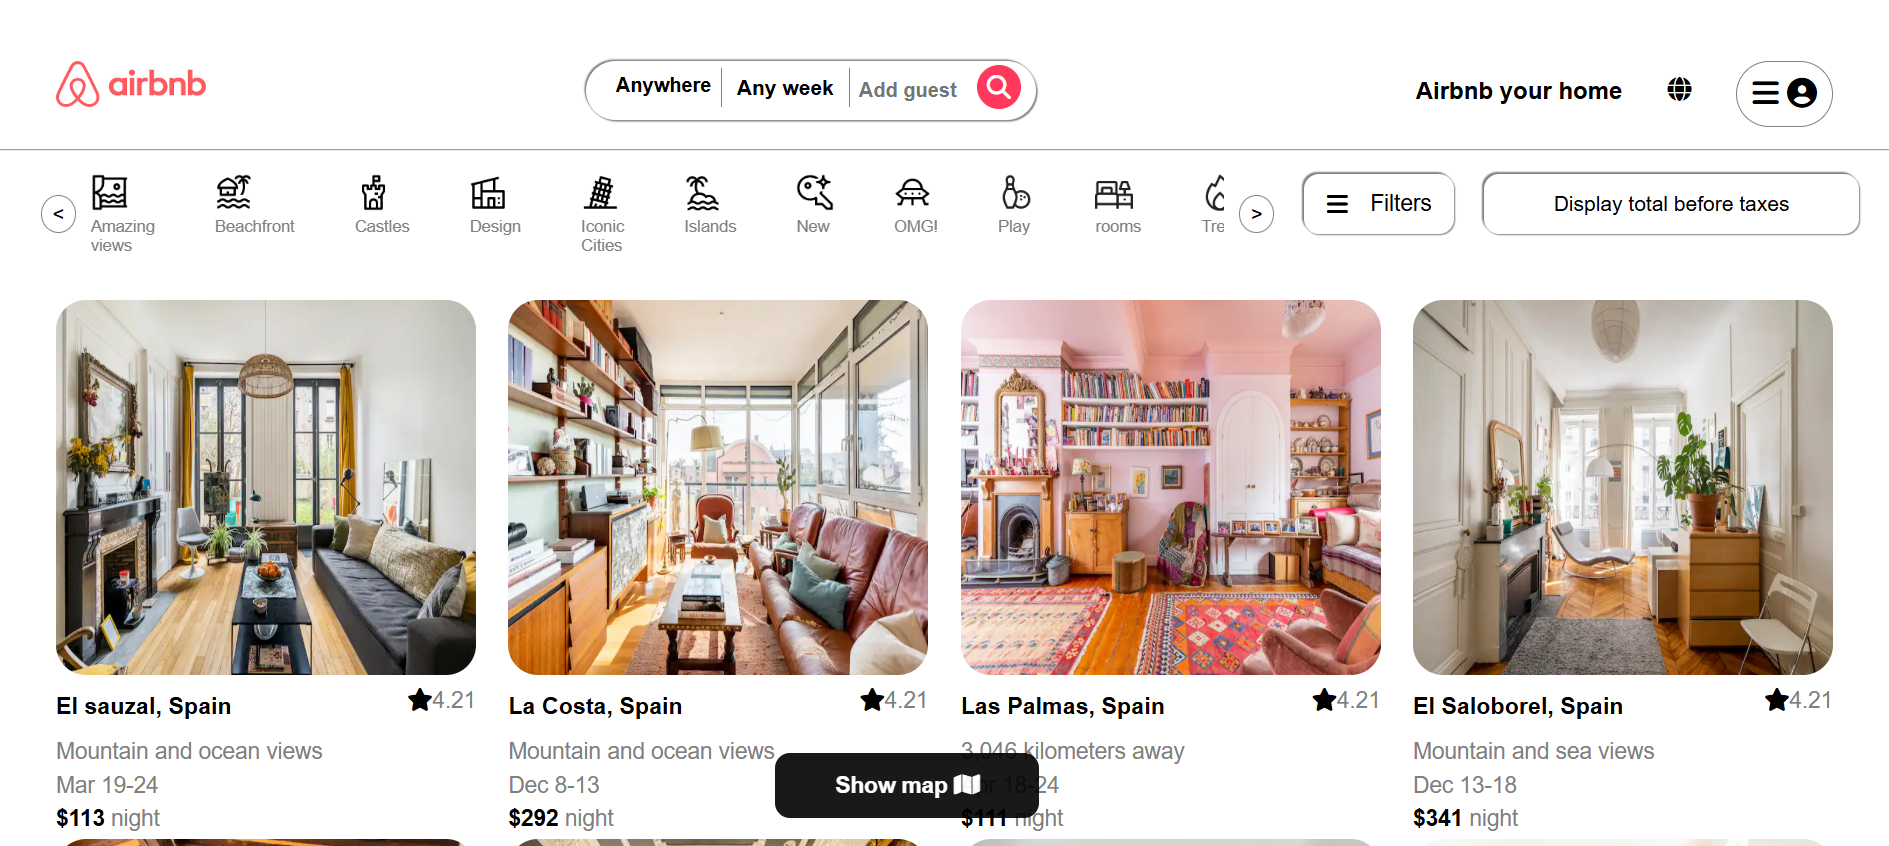 airbnb
Anywhere
Any week
Add guest
Airbnb your home
<
Amazing
views
Beachfront
Castles
Design
Iconic
Cities
Islands
New
OMG!
Play
rooms
Tre
>
Filters
Display total before taxes
El sauzal, Spain
4.21
Mountain and ocean views
Mar 19-24
$113 night
La Costa, Spain
4.21
Mountain and ocean views
Dec 8-13
$292 night
Las Palmas, Spain
4.21
3,046 kilometers away
18-24
$111 night
El Saloborel, Spain
4.21
Mountain and sea views
Dec 13-18
$341 night
Show map